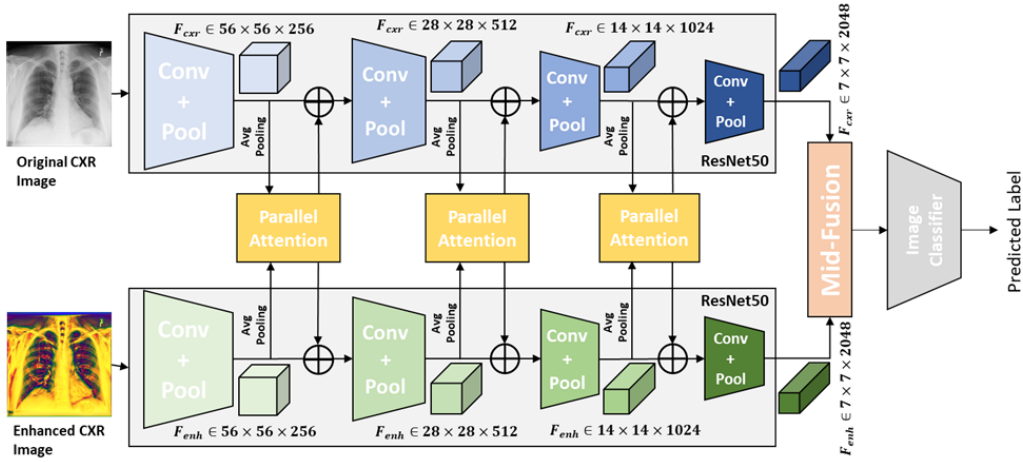 F_cxr ∈ 56 × 56 × 256
F_cxr ∈ 28 × 28 × 512
F_cxr ∈ 14 × 14 × 1024
F_cxr ∈ 7 × 7 × 2048
Conv
+
Pool
Conv
+
Pool
Conv
+
Pool
Conv
+
Pool
Avg
Pooling
Avg
Pooling
Avg
Pooling
ResNet50
Original CXR
Image
Parallel
Attention
Parallel
Attention
Parallel
Attention
Mid-Fusion
Image
Classifier
Predicted Label
ResNet50
Avg
Pooling
Avg
Pooling
Avg
Pooling
Conv
+
Pool
Conv
+
Pool
Conv
+
Pool
Conv
+
Pool
Enhanced CXR
Image
F_enh ∈ 56 × 56 × 256
F_enh ∈ 28 × 28 × 512
F_enh ∈ 14 × 14 × 1024
F_enh ∈ 7 × 7 × 2048